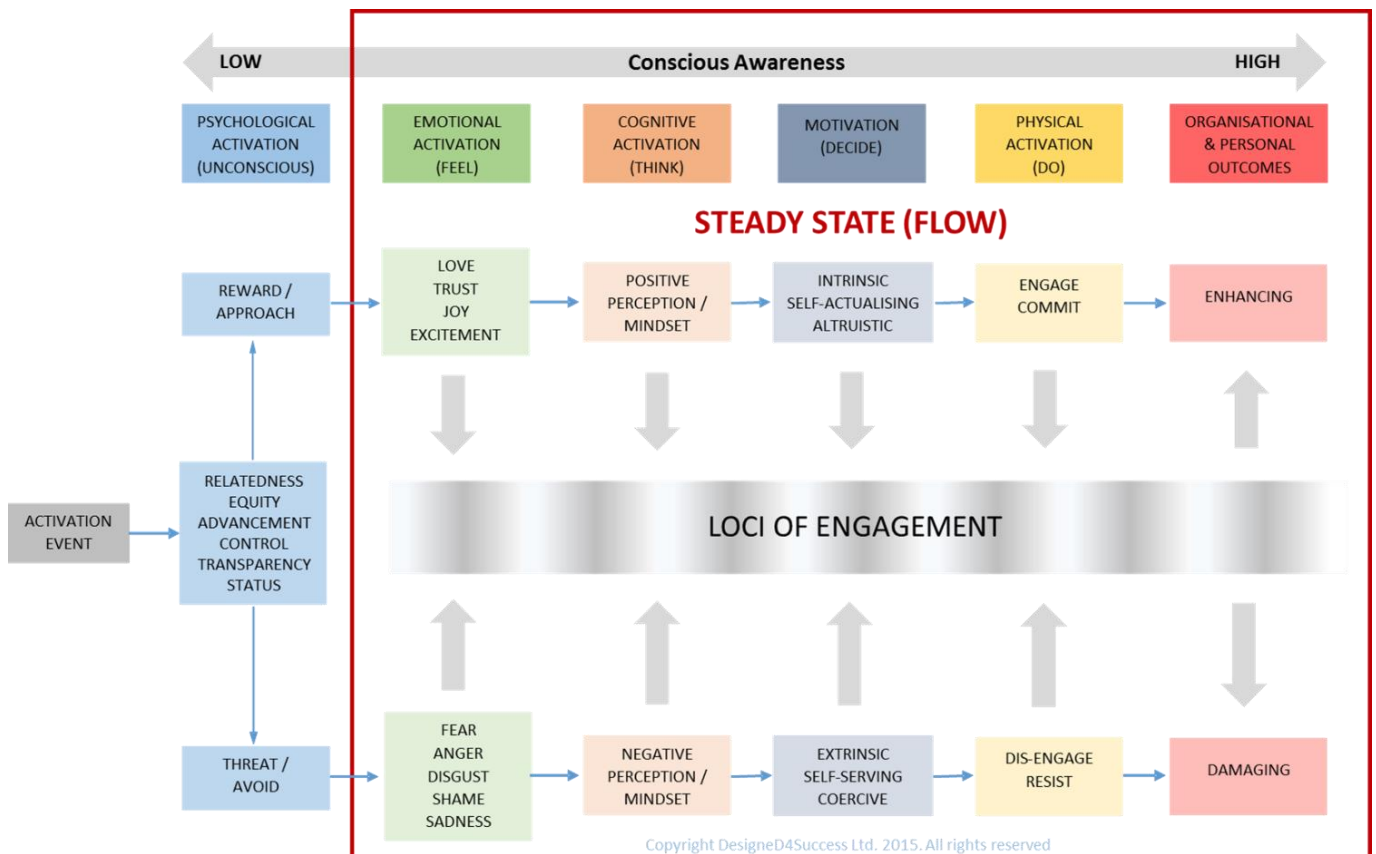 LOW
Conscious Awareness
HIGH
PSYCHOLOGICAL
ACTIVATION
(UNCONSCIOUS)
EMOTIONAL
ACTIVATION
(FEEL)
COGNITIVE
ACTIVATION
(THINK)
MOTIVATION
(DECIDE)
PHYSICAL
ACTIVATION
(DO)
ORGANISATIONAL
& PERSONAL
OUTCOMES
STEADY STATE (FLOW)
REWARD /
APPROACH
LOVE
TRUST
JOY
EXCITEMENT
POSITIVE
PERCEPTION /
MINDSET
INTRINSIC
SELF-ACTUALISING
ALTRUISTIC
ENGAGE
COMMIT
ENHANCING
ACTIVATION
EVENT
RELATEDNESS
EQUITY
ADVANCEMENT
CONTROL
TRANSPARENCY
STATUS
LOCI OF ENGAGEMENT
THREAT /
AVOID
FEAR
ANGER
DISGUST
SHAME
SADNESS
NEGATIVE
PERCEPTION /
MINDSET
EXTRINSIC
SELF-SERVING
COERCIVE
DIS-ENGAGE
RESIST
DAMAGING
Copyright DesigneD4Success Ltd. 2015. All rights reserved